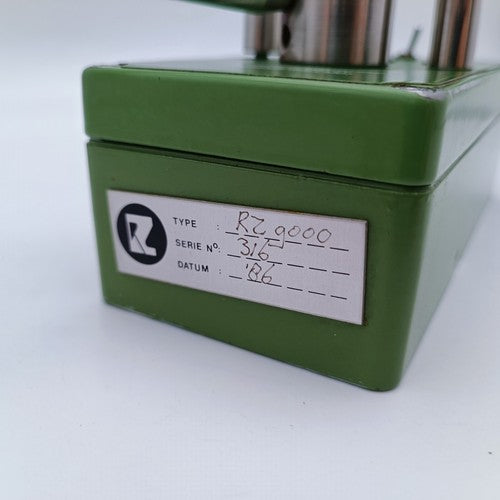 TYPE : RZ 9000
SERIE Nº: 316
DATUM : '86